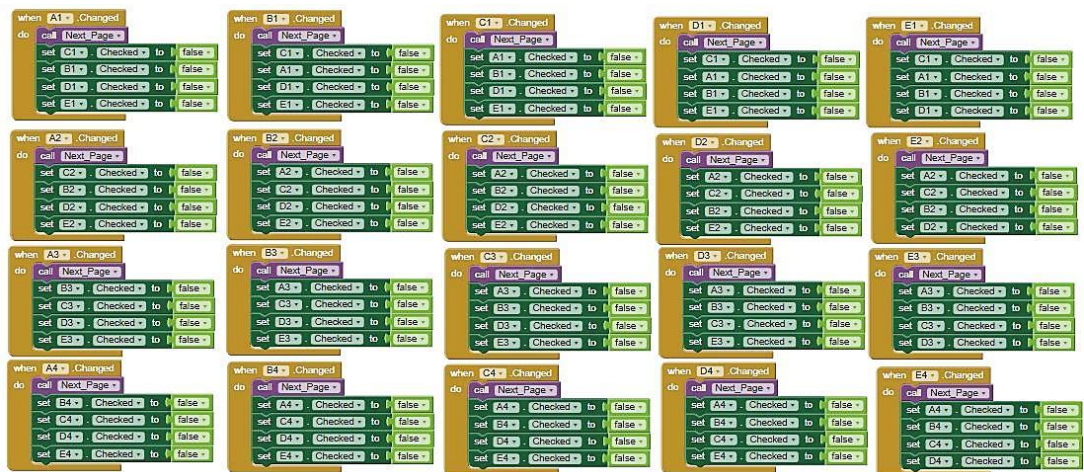 when A1 .Changed
do call Next_Page
set C1 . Checked to false
set B1 . Checked to false
set D1 . Checked to false
set E1 . Checked to false
when B1 .Changed
do call Next_Page
set C1 . Checked to false
set A1 . Checked to false
set D1 . Checked to false
set E1 . Checked to false
when C1 .Changed
do call Next_Page
set A1 . Checked to false
set B1 . Checked to false
set D1 . Checked to false
set E1 . Checked to false
when D1 .Changed
do call Next_Page
set C1 . Checked to false
set A1 . Checked to false
set B1 . Checked to false
set E1 . Checked to false
when E1 .Changed
do call Next_Page
set C1 . Checked to false
set A1 . Checked to false
set B1 . Checked to false
set D1 . Checked to false
when A2 .Changed
do call Next_Page
set C2 . Checked to false
set B2 . Checked to false
set D2 . Checked to false
set E2 . Checked to false
when B2 .Changed
do call Next_Page
set A2 . Checked to false
set C2 . Checked to false
set D2 . Checked to false
set E2 . Checked to false
when C2 .Changed
do call Next_Page
set A2 . Checked to false
set B2 . Checked to false
set D2 . Checked to false
set E2 . Checked to false
when D2 .Changed
do call Next_Page
set A2 . Checked to false
set C2 . Checked to false
set B2 . Checked to false
set E2 . Checked to false
when E2 .Changed
do call Next_Page
set A2 . Checked to false
set C2 . Checked to false
set B2 . Checked to false
set D2 . Checked to false
when A3 .Changed
do call Next_Page
set B3 . Checked to false
set C3 . Checked to false
set D3 . Checked to false
set E3 . Checked to false
when B3 .Changed
do call Next_Page
set A3 . Checked to false
set C3 . Checked to false
set D3 . Checked to false
set E3 . Checked to false
when C3 .Changed
do call Next_Page
set A3 . Checked to false
set B3 . Checked to false
set D3 . Checked to false
set E3 . Checked to false
when D3 .Changed
do call Next_Page
set A3 . Checked to false
set B3 . Checked to false
set C3 . Checked to false
set E3 . Checked to false
when E3 .Changed
do call Next_Page
set A3 . Checked to false
set B3 . Checked to false
set C3 . Checked to false
set D3 . Checked to false
when A4 .Changed
do call Next_Page
set B4 . Checked to false
set C4 . Checked to false
set D4 . Checked to false
set E4 . Checked to false
when B4 .Changed
do call Next_Page
set A4 . Checked to false
set C4 . Checked to false
set D4 . Checked to false
set E4 . Checked to false
when C4 .Changed
do call Next_Page
set A4 . Checked to false
set B4 . Checked to false
set D4 . Checked to false
set E4 . Checked to false
when D4 .Changed
do call Next_Page
set A4 . Checked to false
set B4 . Checked to false
set C4 . Checked to false
set E4 . Checked to false
when E4 .Changed
do call Next_Page
set A4 . Checked to false
set B4 . Checked to false
set C4 . Checked to false
set D4 . Checked to false